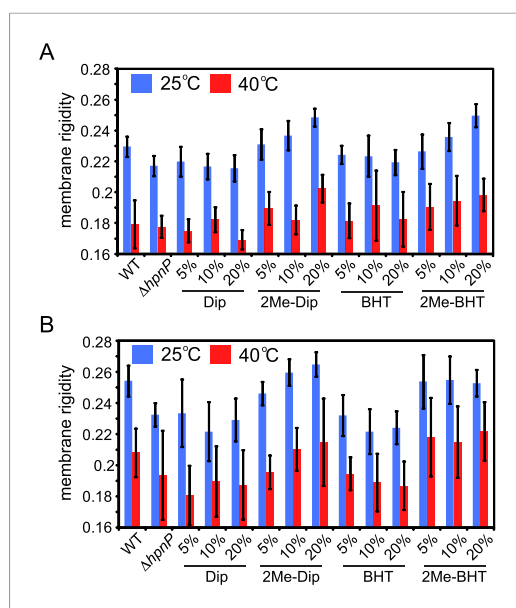 A
0.28
25°C 40°C
0.26
0.24
0.22
0.2
0.18
0.16
membrane rigidity
WT ΔhpnP 5% 10% 20% 5% 10% 20% 5% 10% 20% 5% 10% 20%
Dip 2Me-Dip BHT 2Me-BHT
B
0.28
25°C 40°C
0.26
0.24
0.22
0.2
0.18
0.16
membrane rigidity
WT ΔhpnP 5% 10% 20% 5% 10% 20% 5% 10% 20% 5% 10% 20%
Dip 2Me-Dip BHT 2Me-BHT